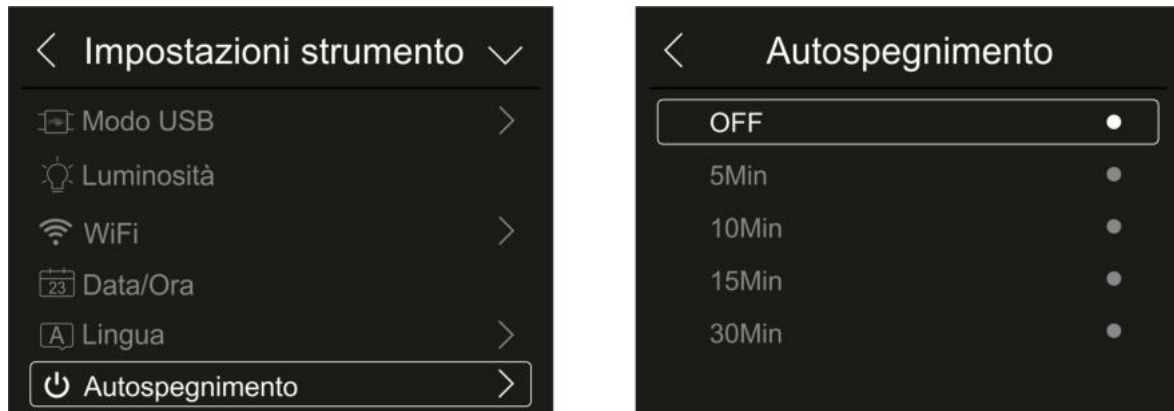 Impostazioni strumento
Modo USB
Luminosità
WiFi
23 Data/Ora
A Lingua
Autospegnimento
Autospegnimento
OFF
5Min
10Min
15Min
30Min